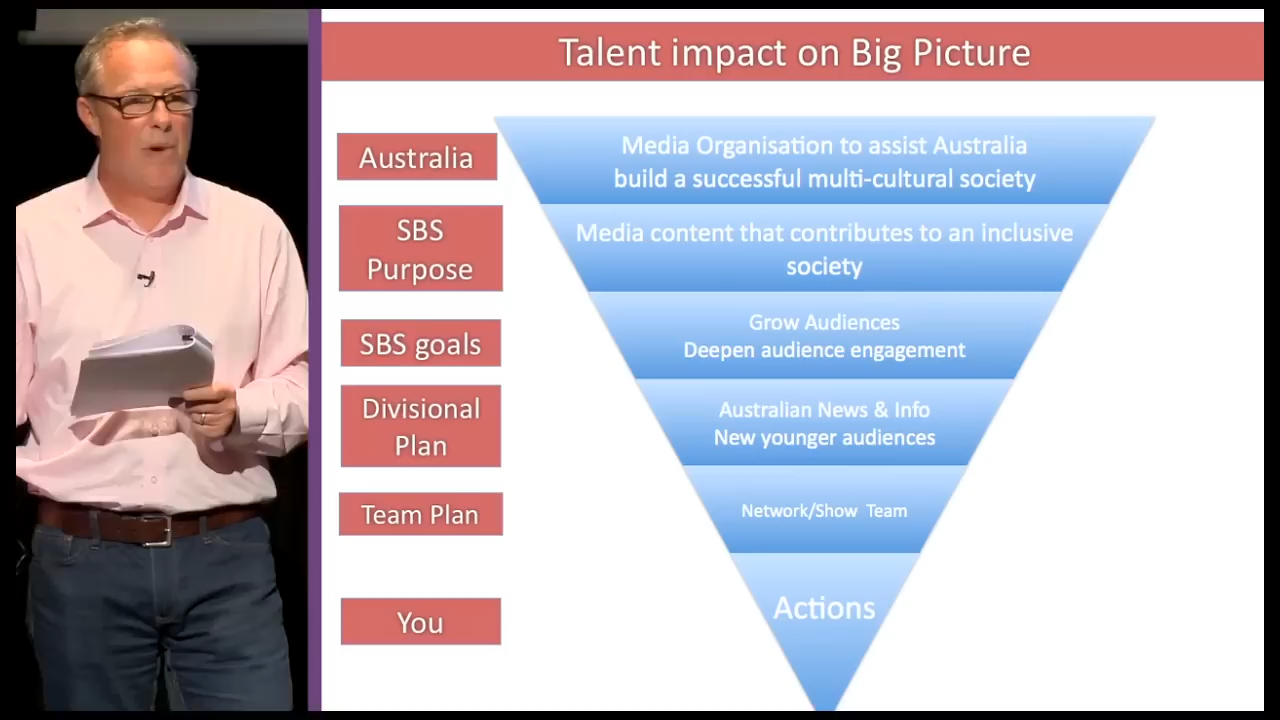 Talent impact on Big Picture
Australia
Media Organisation to assist Australia
build a successful multi-cultural society
SBS
Purpose
Media content that contributes to an inclusive
society
SBS goals
Grow Audiences
Deepen audience engagement
Divisional
Plan
Australian News & Info
New younger audiences
Team Plan
Network/Show Team
You
Actions